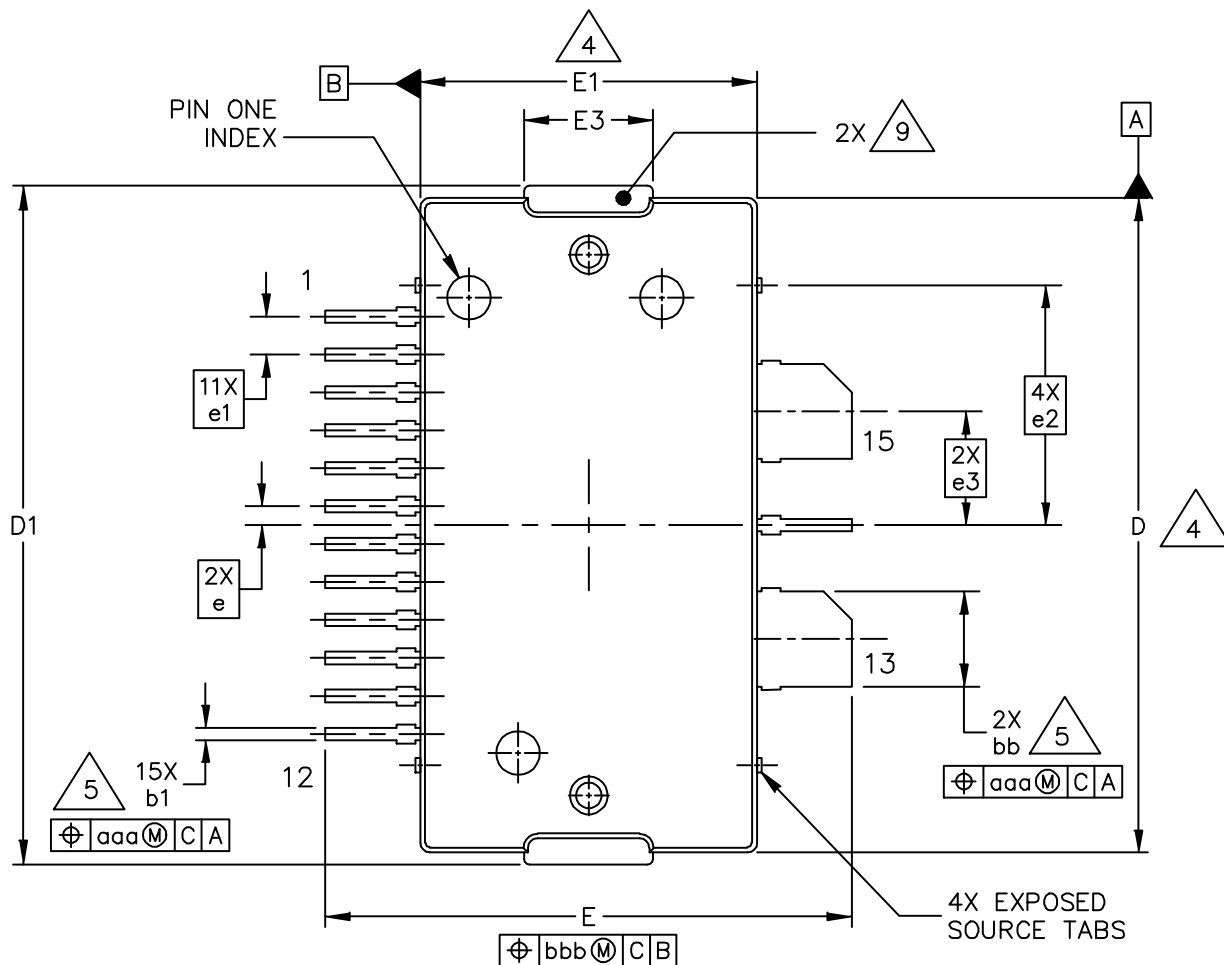 4
B
E1
PIN ONE
INDEX
E3
2X 9
A
1
11X
e1
4X
e2
15
2X
e3
D1
D 4
2X
e
13
2X
bb 5
⌖ aaa Ⓜ C A
5 15X
b1
12
⌖ aaa Ⓜ C A
E
⌖ bbb Ⓜ C B
4X EXPOSED
SOURCE TABS